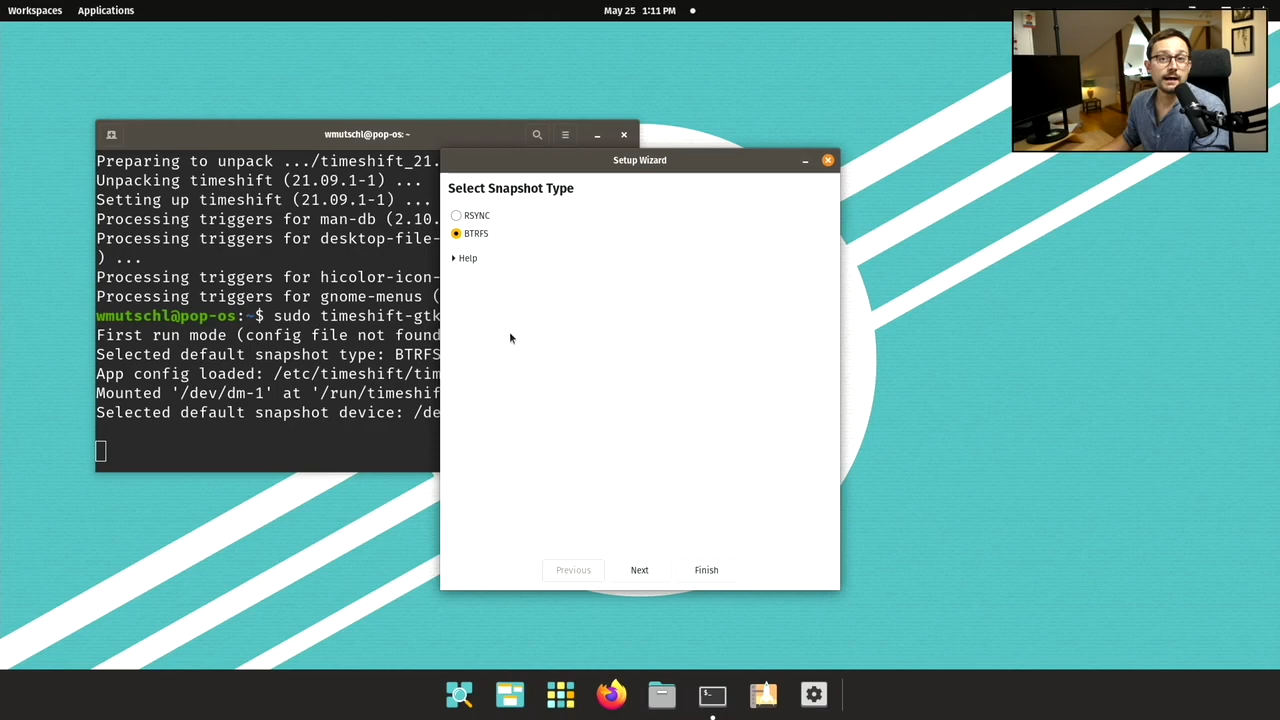 Workspaces Applications May 25 1:11 PM
wmutschl@pop-os: ~
Preparing to unpack .../timeshift_21.
Unpacking timeshift (21.09.1-1) ...
Setting up timeshift (21.09.1-1) ...
Processing triggers for man-db (2.10.
Processing triggers for desktop-file-
) ...
Processing triggers for hicolor-icon-
Processing triggers for gnome-menus (
wmutschl@pop-os:~$ sudo timeshift-gtk
First run mode (config file not found
Selected default snapshot type: BTRFS
App config loaded: /etc/timeshift/tim
Mounted '/dev/dm-1' at '/run/timeshif
Selected default snapshot device: /de
Setup Wizard
Select Snapshot Type
RSYNC
BTRFS
Help
Previous Next Finish